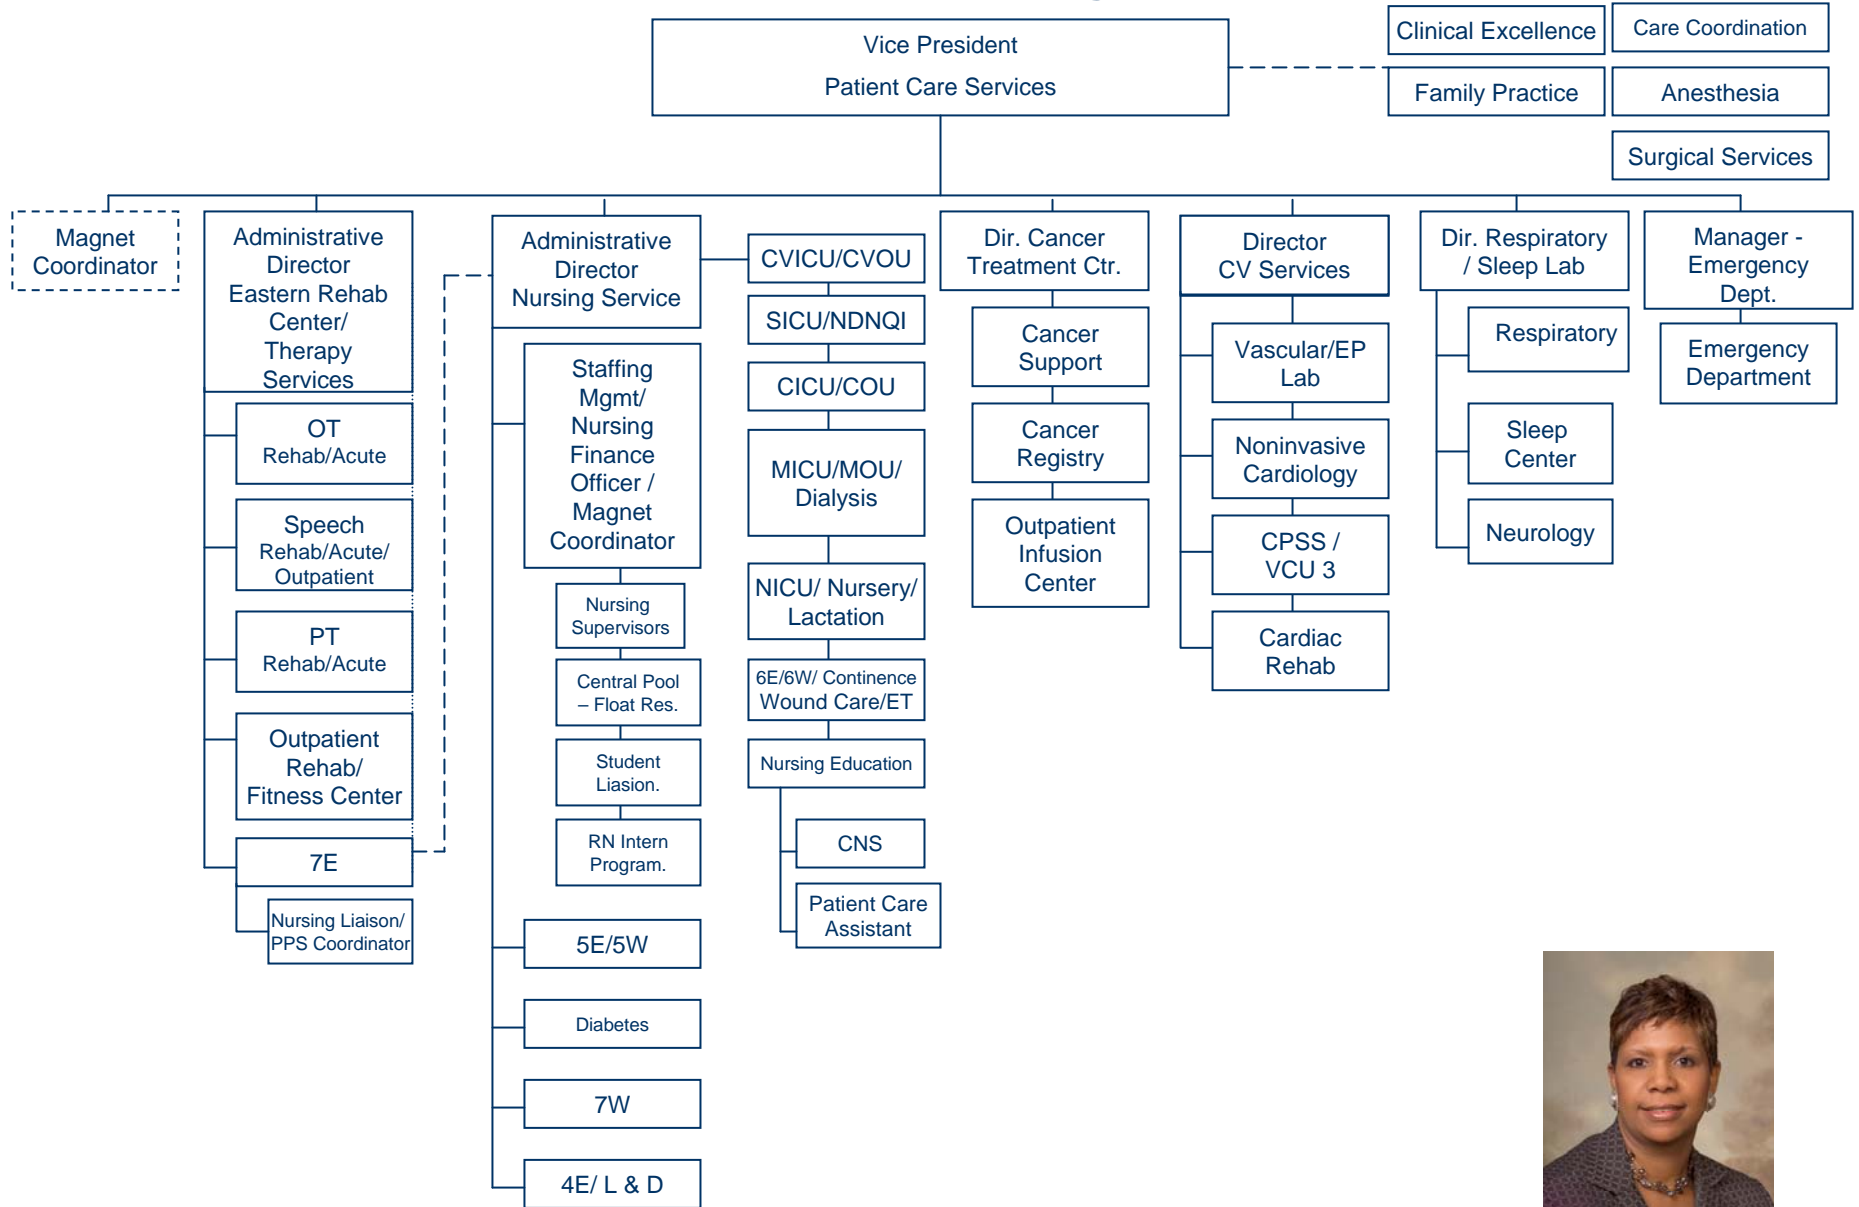 Vice President
Patient Care Services
Clinical Excellence
Care Coordination
Family Practice
Anesthesia
Surgical Services
Magnet
Coordinator
Administrative
Director
Eastern Rehab
Center/
Therapy
Services
OT
Rehab/Acute
Speech
Rehab/Acute/
Outpatient
PT
Rehab/Acute
Outpatient
Rehab/
Fitness Center
7E
Nursing Liaison/
PPS Coordinator
Administrative
Director
Nursing Service
Staffing
Mgmt/
Nursing
Finance
Officer /
Magnet
Coordinator
Nursing
Supervisors
Central Pool
– Float Res.
Student
Liasion.
RN Intern
Program.
5E/5W
Diabetes
7W
4E/ L & D
CVICU/CVOU
SICU/NDNQI
CICU/COU
MICU/MOU/
Dialysis
NICU/ Nursery/
Lactation
6E/6W/ Continence
Wound Care/ET
Nursing Education
CNS
Patient Care
Assistant
Dir. Cancer
Treatment Ctr.
Cancer
Support
Cancer
Registry
Outpatient
Infusion
Center
Director
CV Services
Vascular/EP
Lab
Noninvasive
Cardiology
CPSS /
VCU 3
Cardiac
Rehab
Dir. Respiratory
/ Sleep Lab
Respiratory
Sleep
Center
Neurology
Manager -
Emergency
Dept.
Emergency
Department